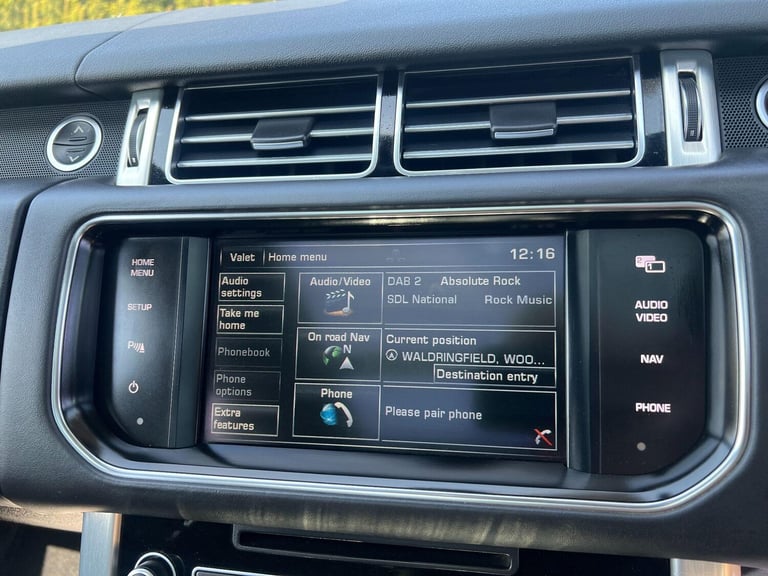 HOME
MENU
SETUP
P
Valet
Home menu
12:16
Audio
settings
Take me
home
Phonebook
Phone
options
Extra
features
Audio/Video
On road Nav
N
Phone
DAB 2 Absolute Rock
SDL National Rock Music
Current position
WALDRINGFIELD, WOO...
Destination entry
Please pair phone
2 1
AUDIO
VIDEO
NAV
PHONE